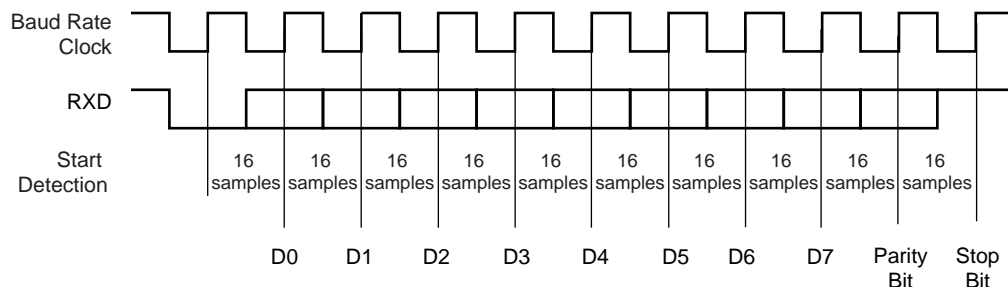 Baud Rate
Clock
RXD
Start
Detection
16 16 16 16 16 16 16 16 16 16
samples samples samples samples samples samples samples samples samples samples
D0 D1 D2 D3 D4 D5 D6 D7 Parity Stop
Bit Bit